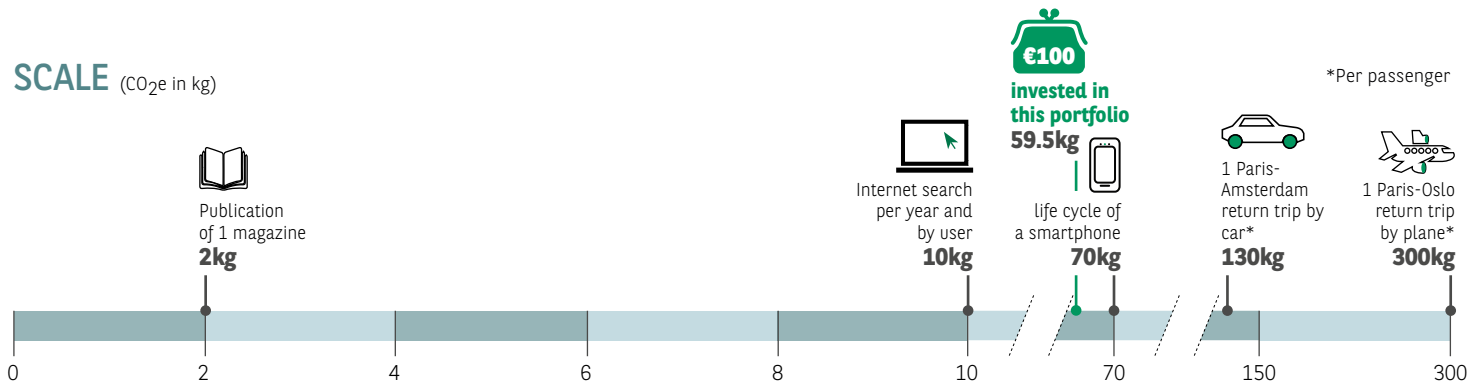 SCALE (CO2e in kg)
€100
invested in
this portfolio
59.5kg
*Per passenger
Publication
of 1 magazine
2kg
Internet search
per year and
by user
10kg
life cycle of
a smartphone
70kg
1 Paris-
Amsterdam
return trip by
car*
130kg
1 Paris-Oslo
return trip
by plane*
300kg
0 2 4 6 8 10 70 150 300